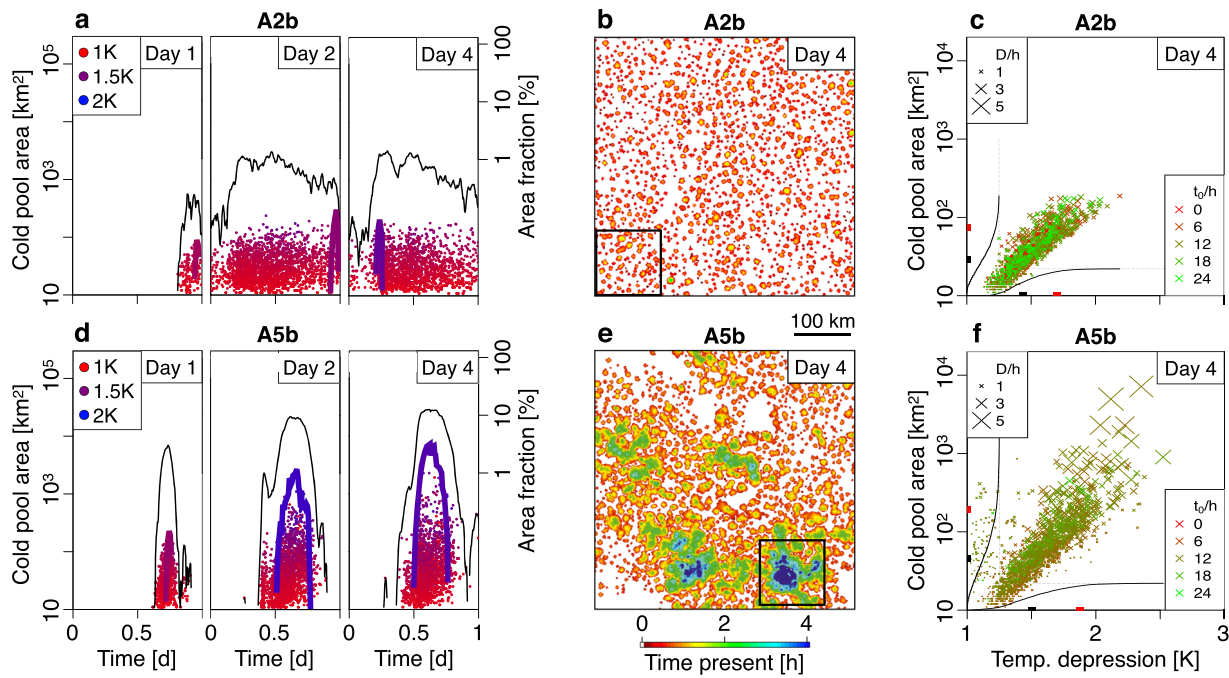 a
A2b
1K
1.5K
2K
Day 1
Day 2
Day 4
Cold pool area [km²]
10⁵
10³
10
Area fraction [%]
100
10
1
b
A2b
Day 4
c
A2b
D/h
1
3
5
Day 4
t₀/h
0
6
12
18
24
Cold pool area [km²]
10⁴
10³
10²
10
100 km
d
A5b
1K
1.5K
2K
Day 1
Day 2
Day 4
Cold pool area [km²]
10⁵
10³
10
Area fraction [%]
100
10
1
0 0.5 0 0.5 0 0.5 1
Time [d] Time [d] Time [d]
e
A5b
Day 4
0 2 4
Time present [h]
f
A5b
D/h
1
3
5
Day 4
t₀/h
0
6
12
18
24
Cold pool area [km²]
10⁴
10³
10²
10
1 2 3
Temp. depression [K]